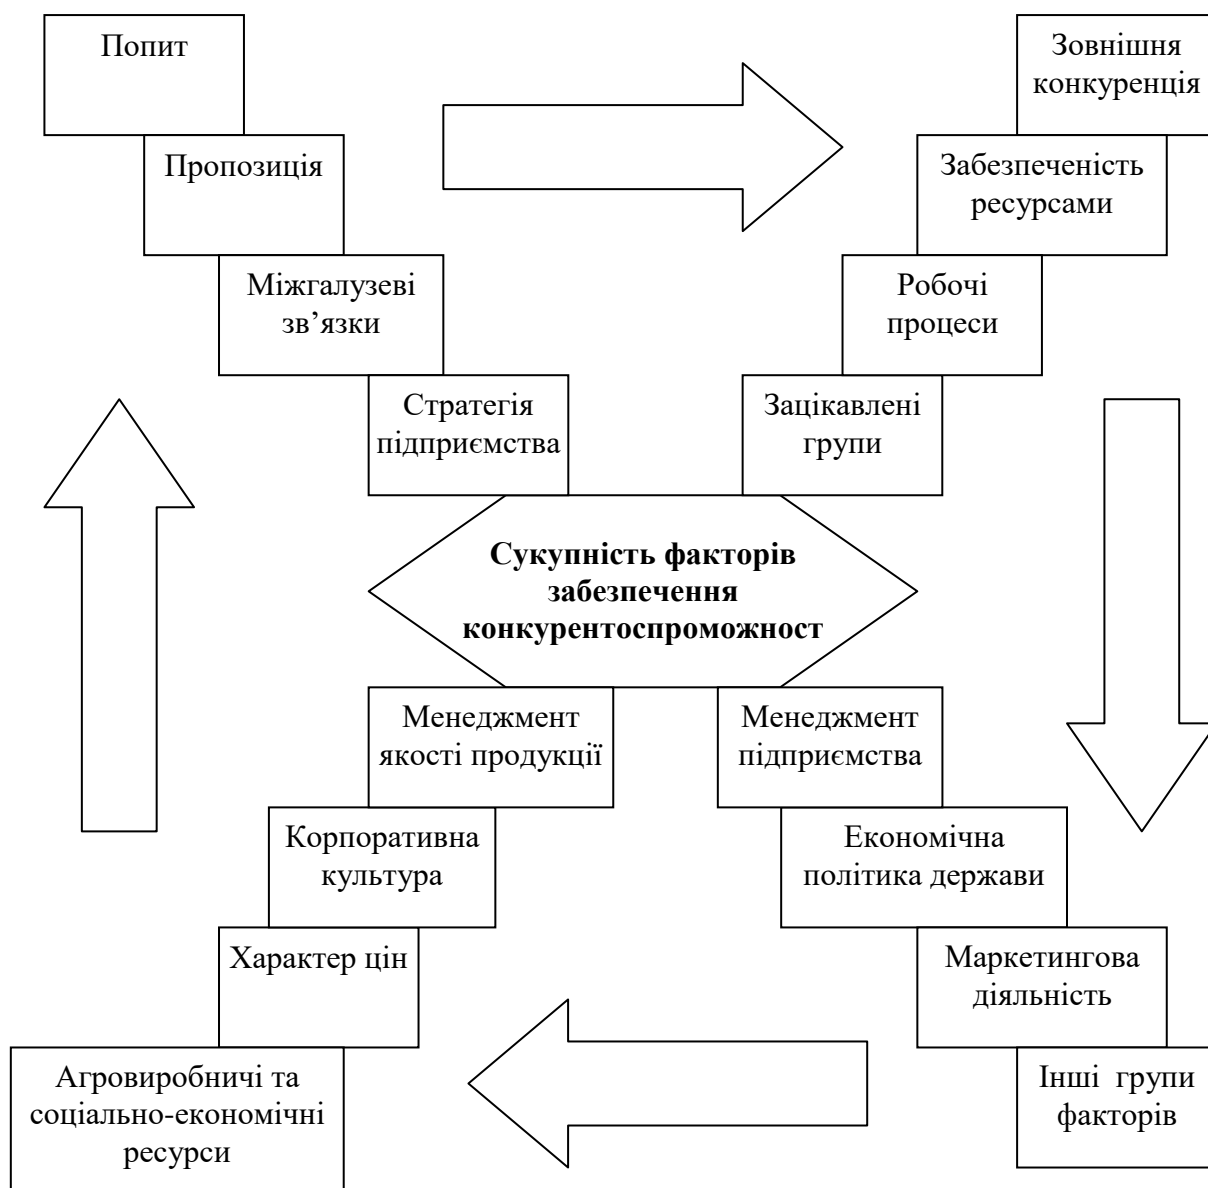 Попит
Зовнішня
конкуренція
Пропозиція
Забезпеченість
ресурсами
Міжгалузеві
зв’язки
Робочі
процеси
Стратегія
підприємства
Зацікавлені
групи
Сукупність факторів
забезпечення
конкурентоспроможност
Менеджмент
якості продукції
Менеджмент
підприємства
Корпоративна
культура
Економічна
політика держави
Характер цін
Маркетингова
діяльність
Агровиробничі та
соціально-економічні
ресурси
Інші групи
факторів